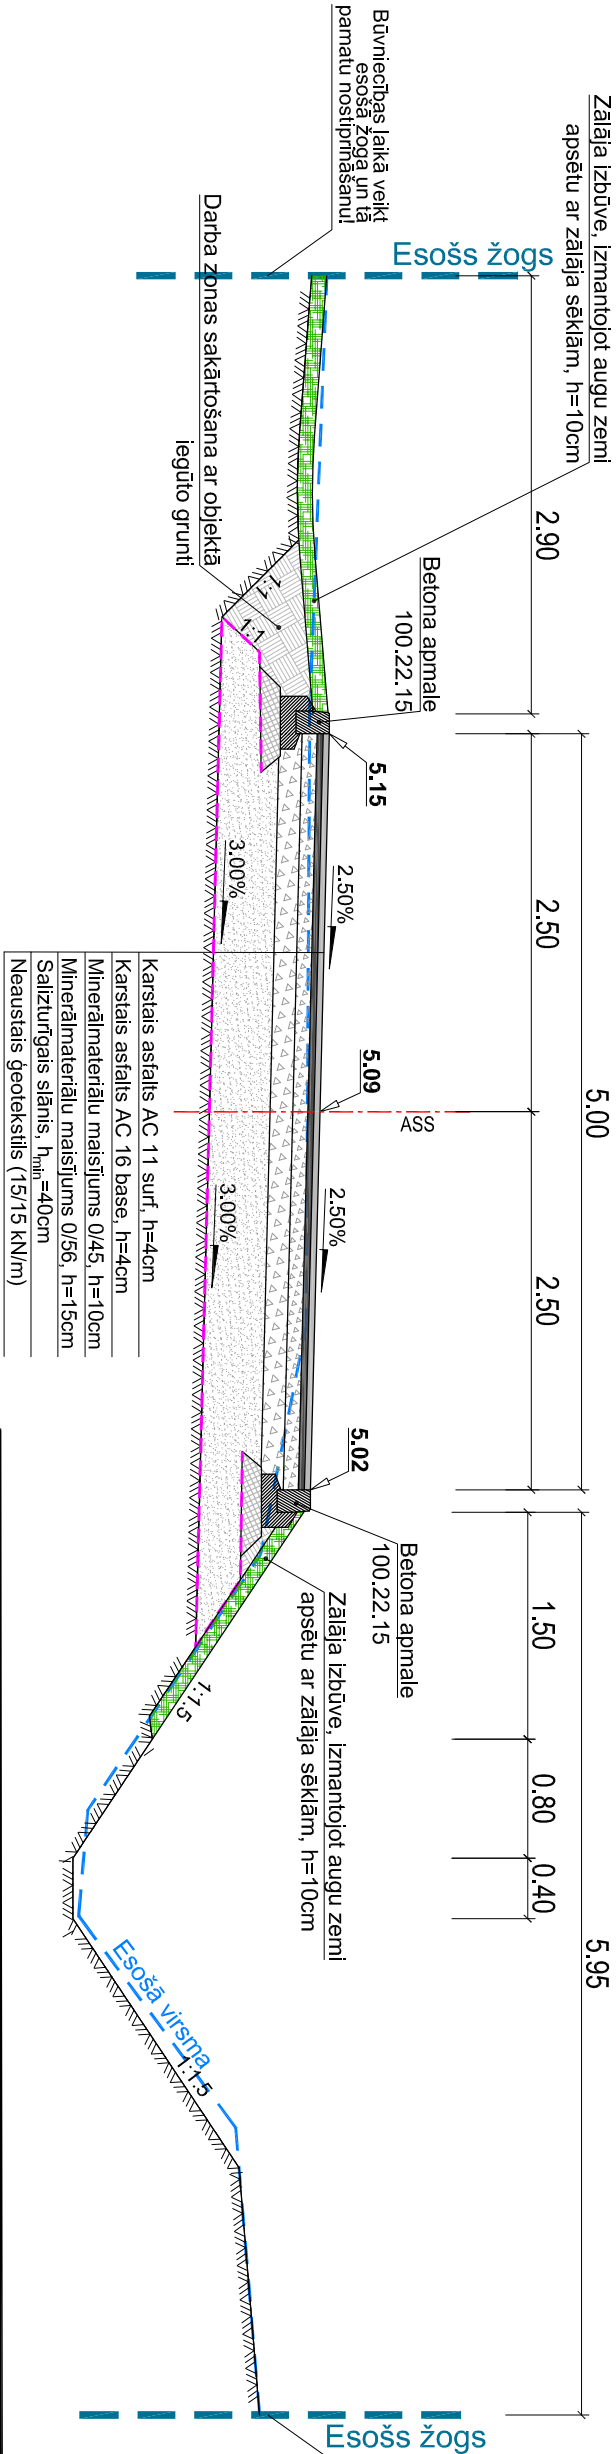 Būvniecības laikā veikt
esošā žoga un tā
pamatu nostiprināšanu!
Zālāja izbūve, izmantojot augu zemi
apsētu ar zālāja sēklām, h=10cm
Esošs žogs
Darba zonas sakārtošana ar objektā
iegūto grunti
2.90
Betona apmale
100.22.15
1:1
1:1
5.15
2.50
5.00
2.50
2.50%
3.00%
5.09
ASS
2.50%
3.00%
Karstais asfalts AC 11 surf, h=4cm
Karstais asfalts AC 16 base, h=4cm
Minerālmateriālu maisījums 0/45, h=10cm
Minerālmateriālu maisījums 0/56, h=15cm
Salizturīgais slānis, hmin=40cm
Neaustais ģeotekstils (15/15 kN/m)
5.02
Betona apmale
100.22.15
Zālāja izbūve, izmantojot augu zemi
apsētu ar zālāja sēklām, h=10cm
1.50
0.80
0.40
5.95
1:1.5
Esošā virsma
1:1.5
Esošs žogs